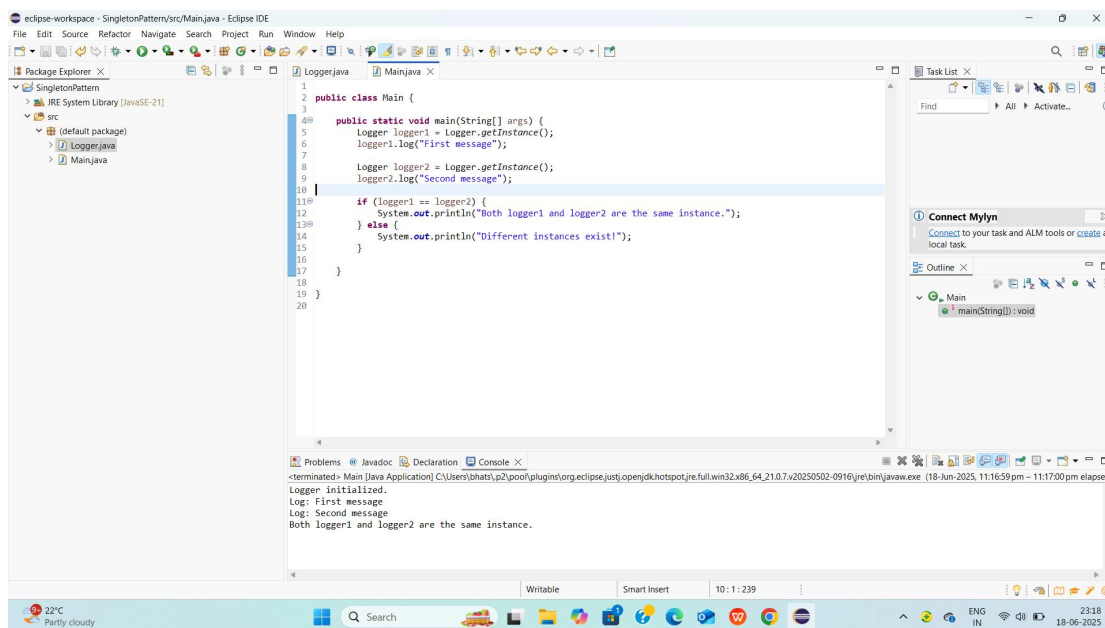 eclipse-workspace - SingletonPattern/src/Main.java - Eclipse IDE
File Edit Source Refactor Navigate Search Project Run Window Help
Package Explorer
SingletonPattern
JRE System Library [JavaSE-21]
src
(default package)
Logger.java
Main.java
Logger.java Main.java
1
2 public class Main {
3
4 public static void main(String[] args) {
5 Logger logger1 = Logger.getInstance();
6 logger1.log("First message");
7
8 Logger logger2 = Logger.getInstance();
9 logger2.log("Second message");
10
11 if (logger1 == logger2) {
12 System.out.println("Both logger1 and logger2 are the same instance.");
13 } else {
14 System.out.println("Different instances exist!");
15 }
16
17 }
18
19 }
20
Task List
Find All Activate...
Connect Mylyn
Connect to your task and ALM tools or create a
local task.
Outline
Main
main(String[]) : void
Problems Javadoc Declaration Console
<terminated> Main [Java Application] C:\Users\bhats\.p2\pool\plugins\org.eclipse.justj.openjdk.hotspot.jre.full.win32.x86_64_21.0.7.v20250502-0916\jre\bin\javaw.exe (18-Jun-2025, 11:16:59 pm – 11:17:00 pm elapse
Logger initialized.
Log: First message
Log: Second message
Both logger1 and logger2 are the same instance.
Writable Smart Insert 10 : 1 : 239
9+ 22°C
Partly cloudy
Search
ENG
IN
23:18
18-06-2025